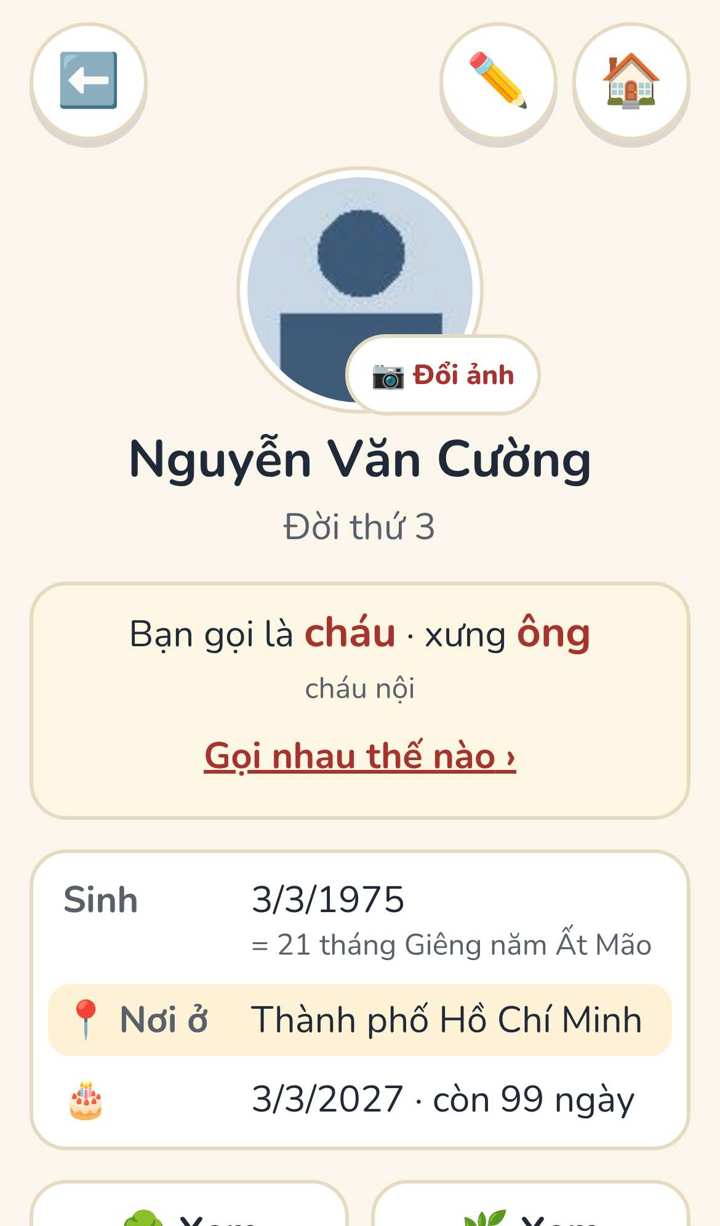 Đổi ảnh
Nguyễn Văn Cường
Đời thứ 3
Bạn gọi là cháu · xưng ông
cháu nội
Gọi nhau thế nào ›
Sinh 3/3/1975
= 21 tháng Giêng năm Ất Mão
Nơi ở Thành phố Hồ Chí Minh
3/3/2027 · còn 99 ngày